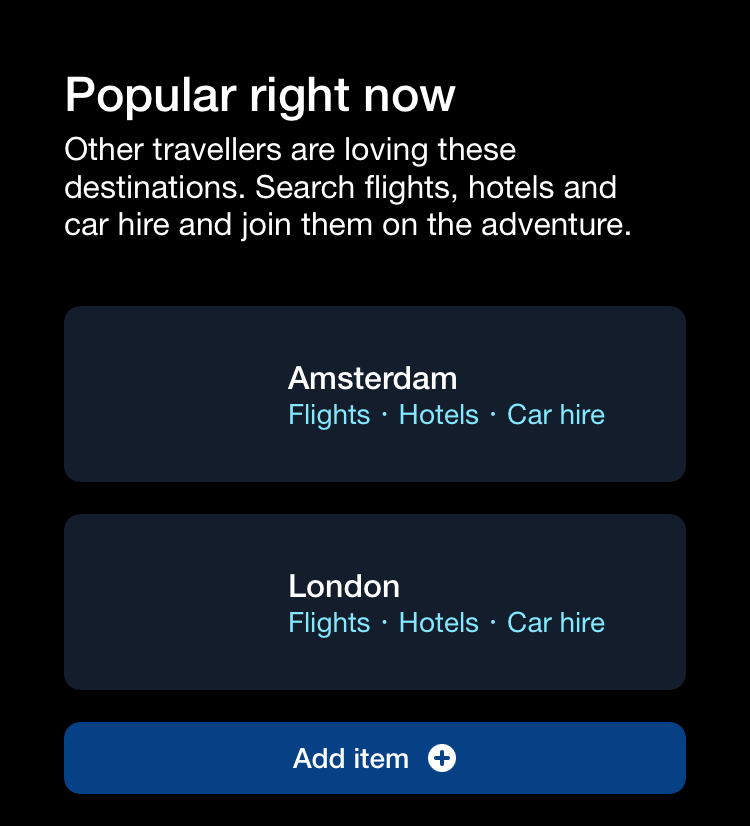 Popular right now
Other travellers are loving these
destinations. Search flights, hotels and
car hire and join them on the adventure.
Amsterdam
Flights · Hotels · Car hire
London
Flights · Hotels · Car hire
Add item